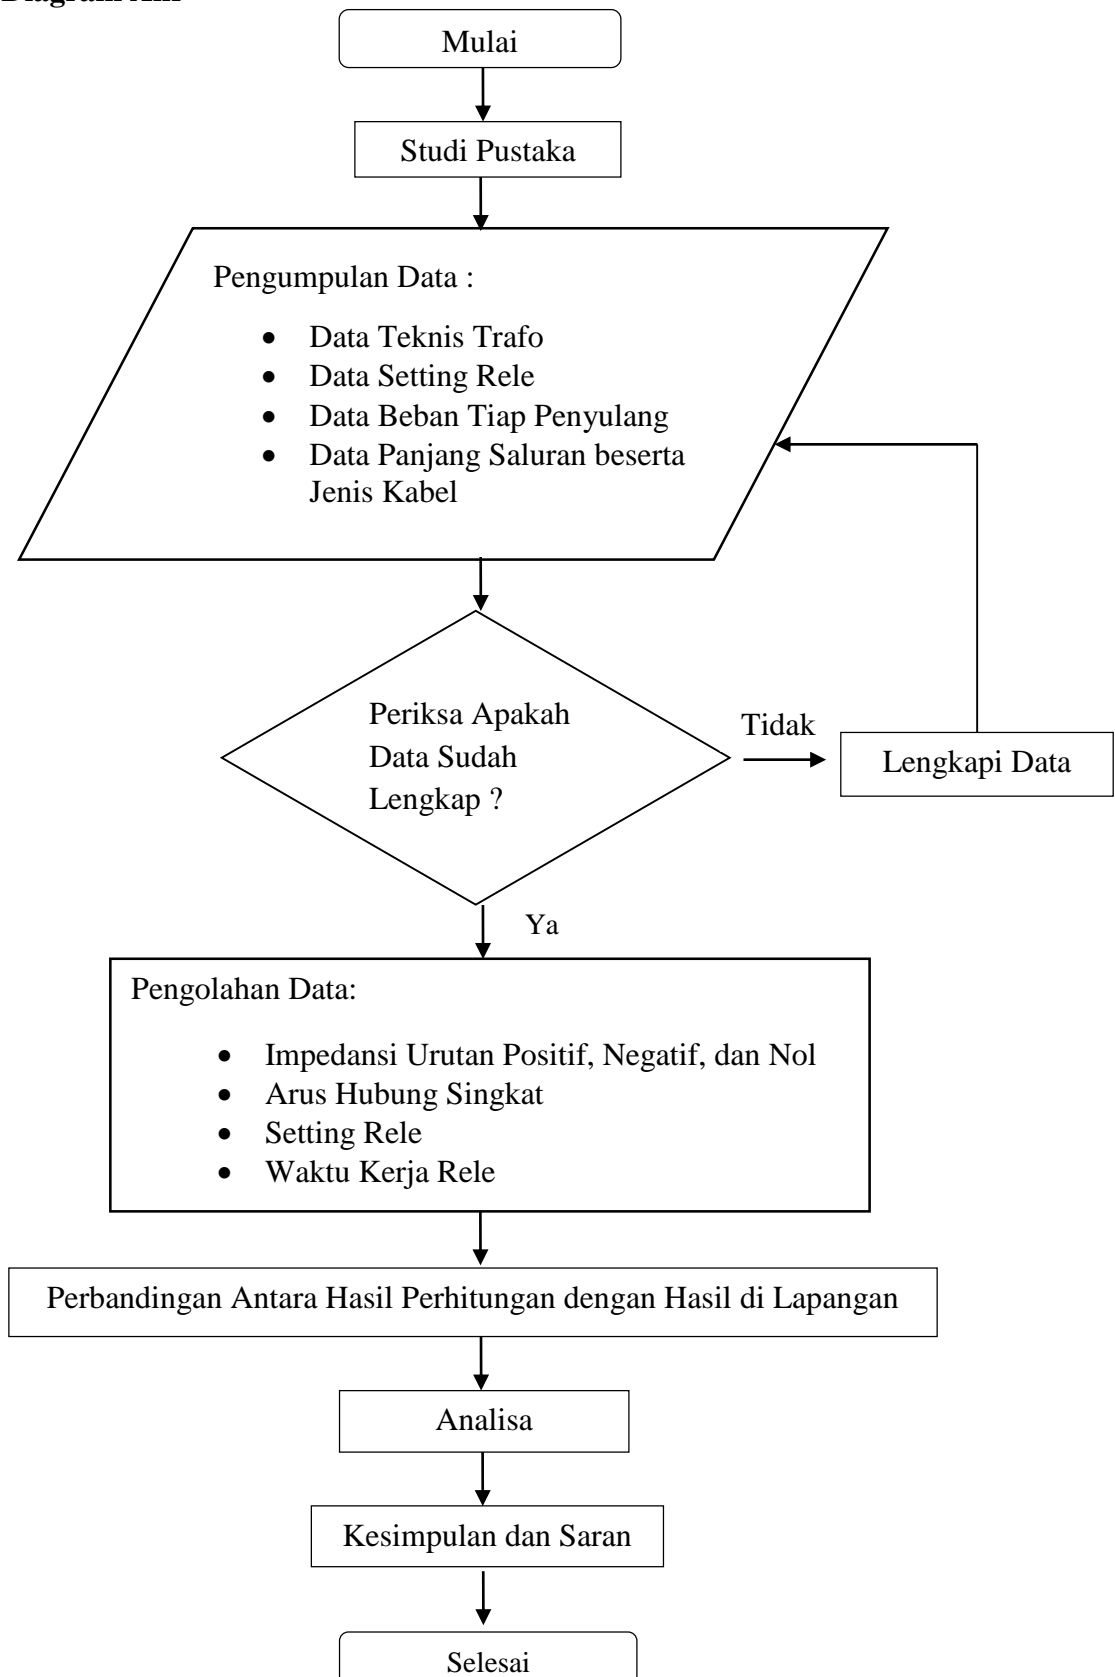 Mulai
Studi Pustaka
Pengumpulan Data :
• Data Teknis Trafo
• Data Setting Rele
• Data Beban Tiap Penyulang
• Data Panjang Saluran beserta
Jenis Kabel
Periksa Apakah
Data Sudah
Lengkap ?
Tidak
Lengkapi Data
Ya
Pengolahan Data:
• Impedansi Urutan Positif, Negatif, dan Nol
• Arus Hubung Singkat
• Setting Rele
• Waktu Kerja Rele
Perbandingan Antara Hasil Perhitungan dengan Hasil di Lapangan
Analisa
Kesimpulan dan Saran
Selesai